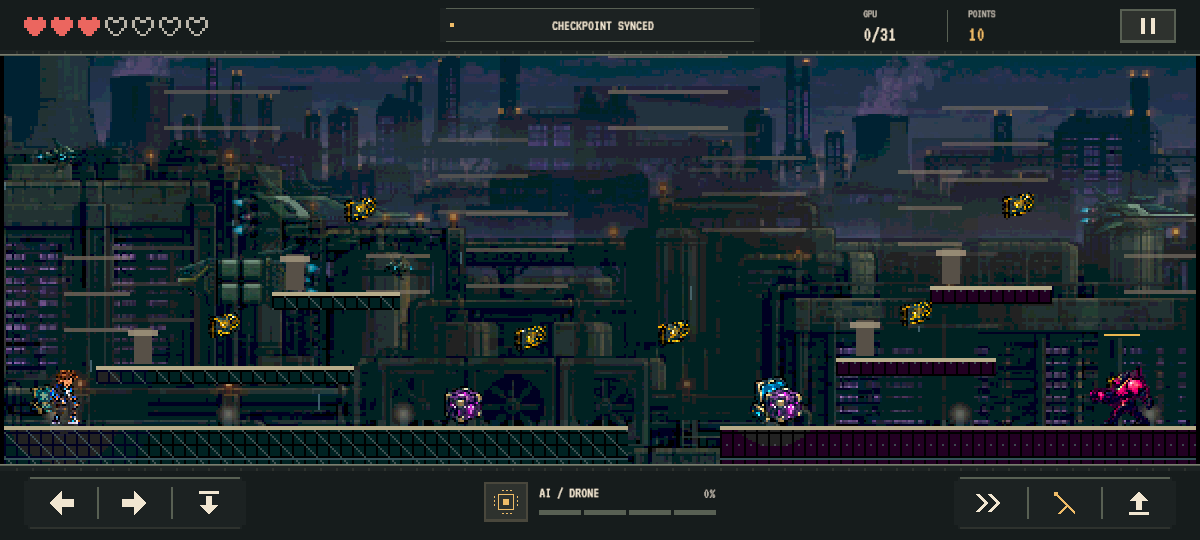 CHECKPOINT SYNCED
GPU
0/31
POINTS
10
AI / DRONE
0%